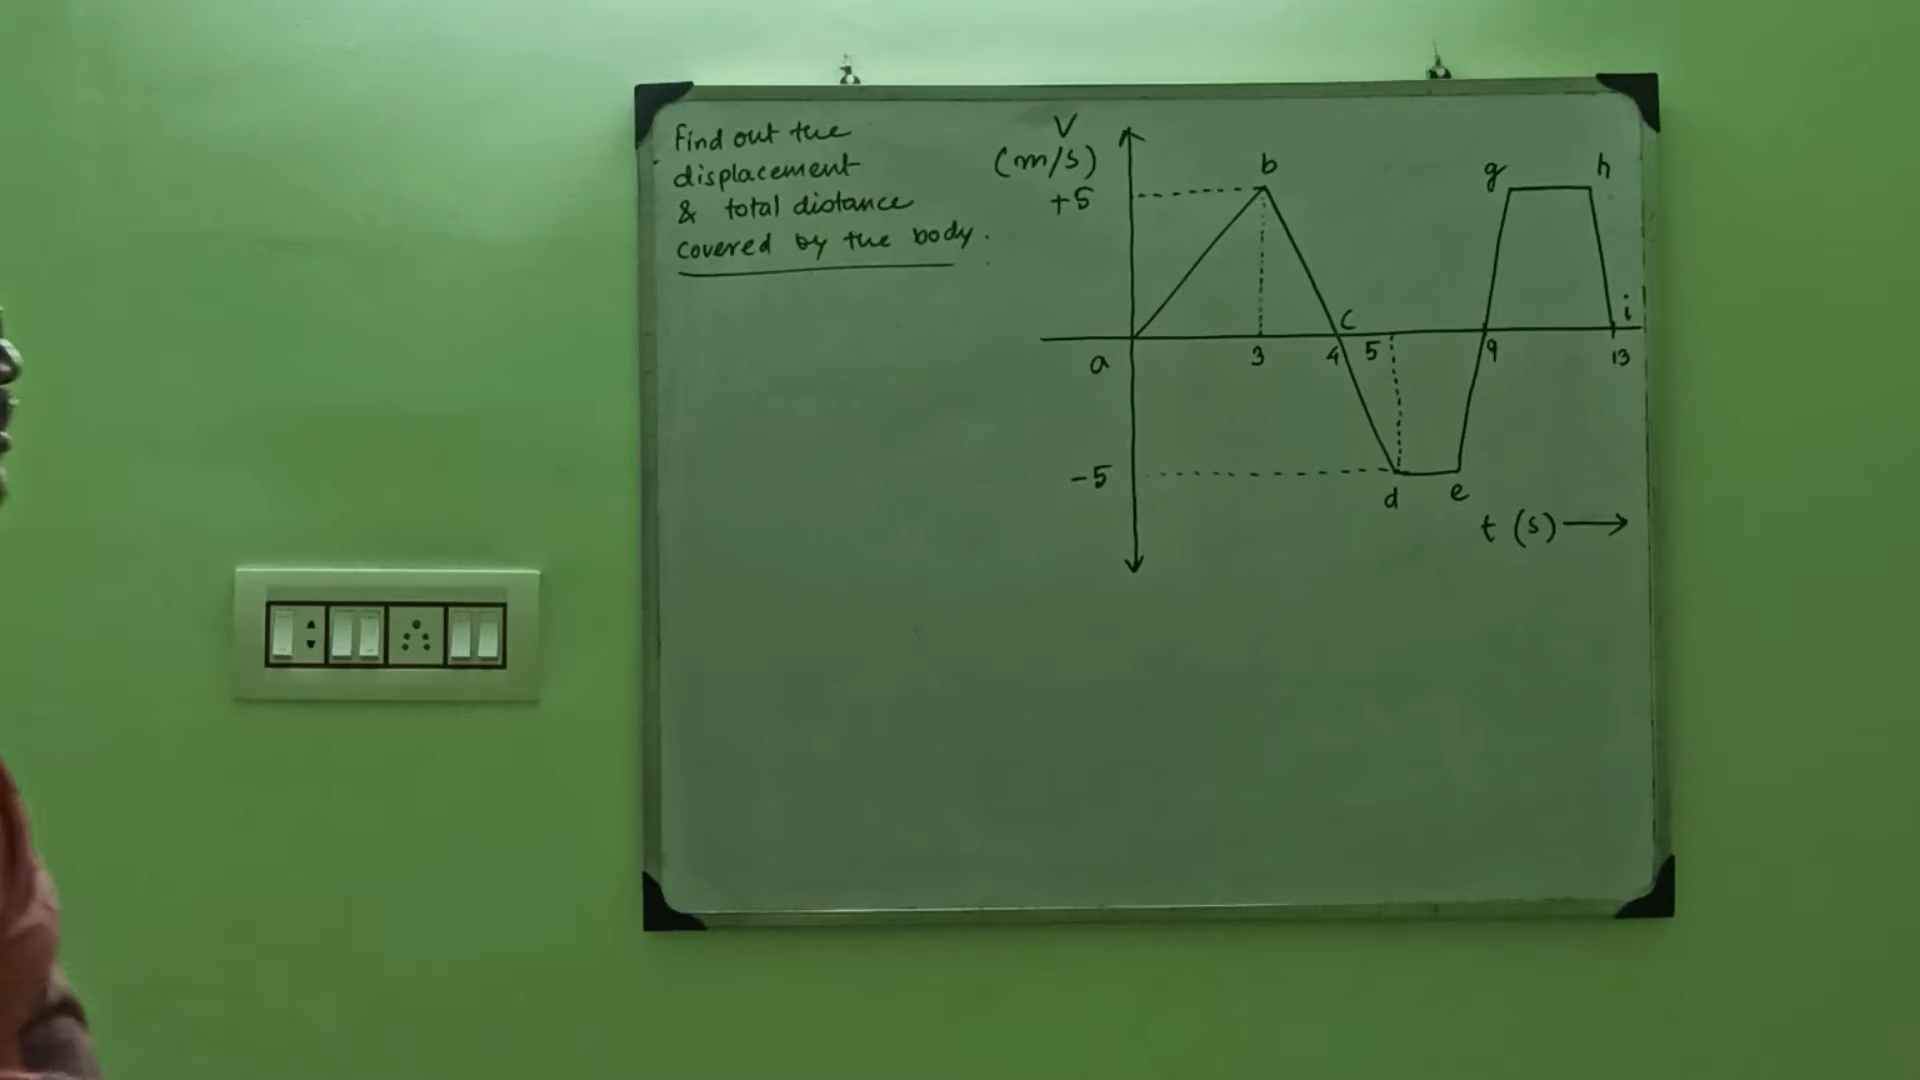 Find out the
displacement
& total distance
covered by the body.
V
(m/s)
+5
b
g
h
c
i
a
3
4
5
9
13
-5
d
e
t (s)